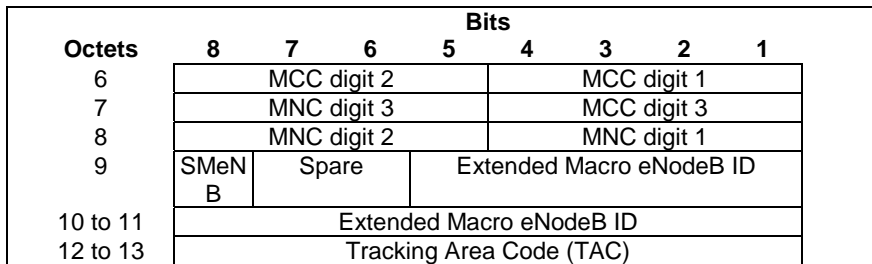 Bits
Octets 8 7 6 5 4 3 2 1
6 MCC digit 2 MCC digit 1
7 MNC digit 3 MCC digit 3
8 MNC digit 2 MNC digit 1
9 SMeN Spare Extended Macro eNodeB ID
B
10 to 11 Extended Macro eNodeB ID
12 to 13 Tracking Area Code (TAC)